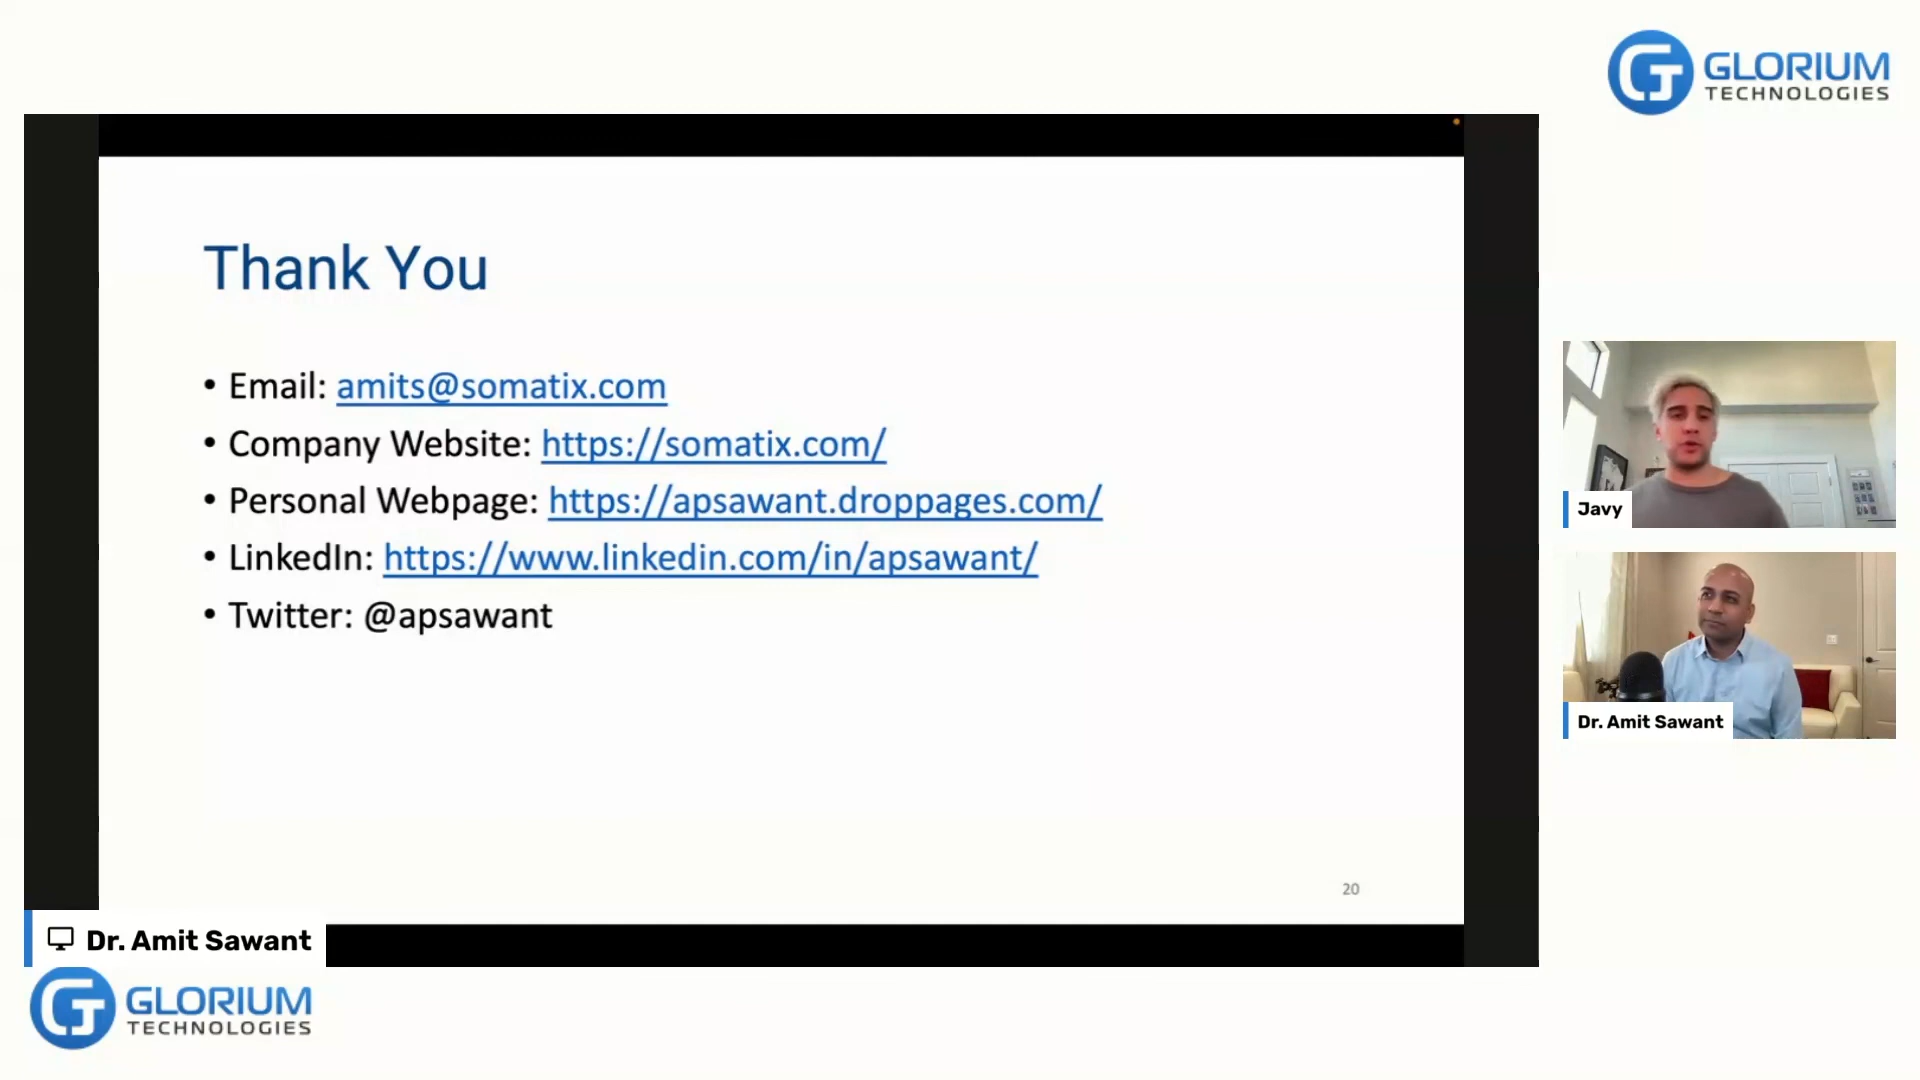 GLORIUM
TECHNOLOGIES
Thank You
• Email: amits@somatix.com
• Company Website: https://somatix.com/
• Personal Webpage: https://apsawant.droppages.com/
• LinkedIn: https://www.linkedin.com/in/apsawant/
• Twitter: @apsawant
20
Javy
Dr. Amit Sawant
Dr. Amit Sawant
GLORIUM
TECHNOLOGIES